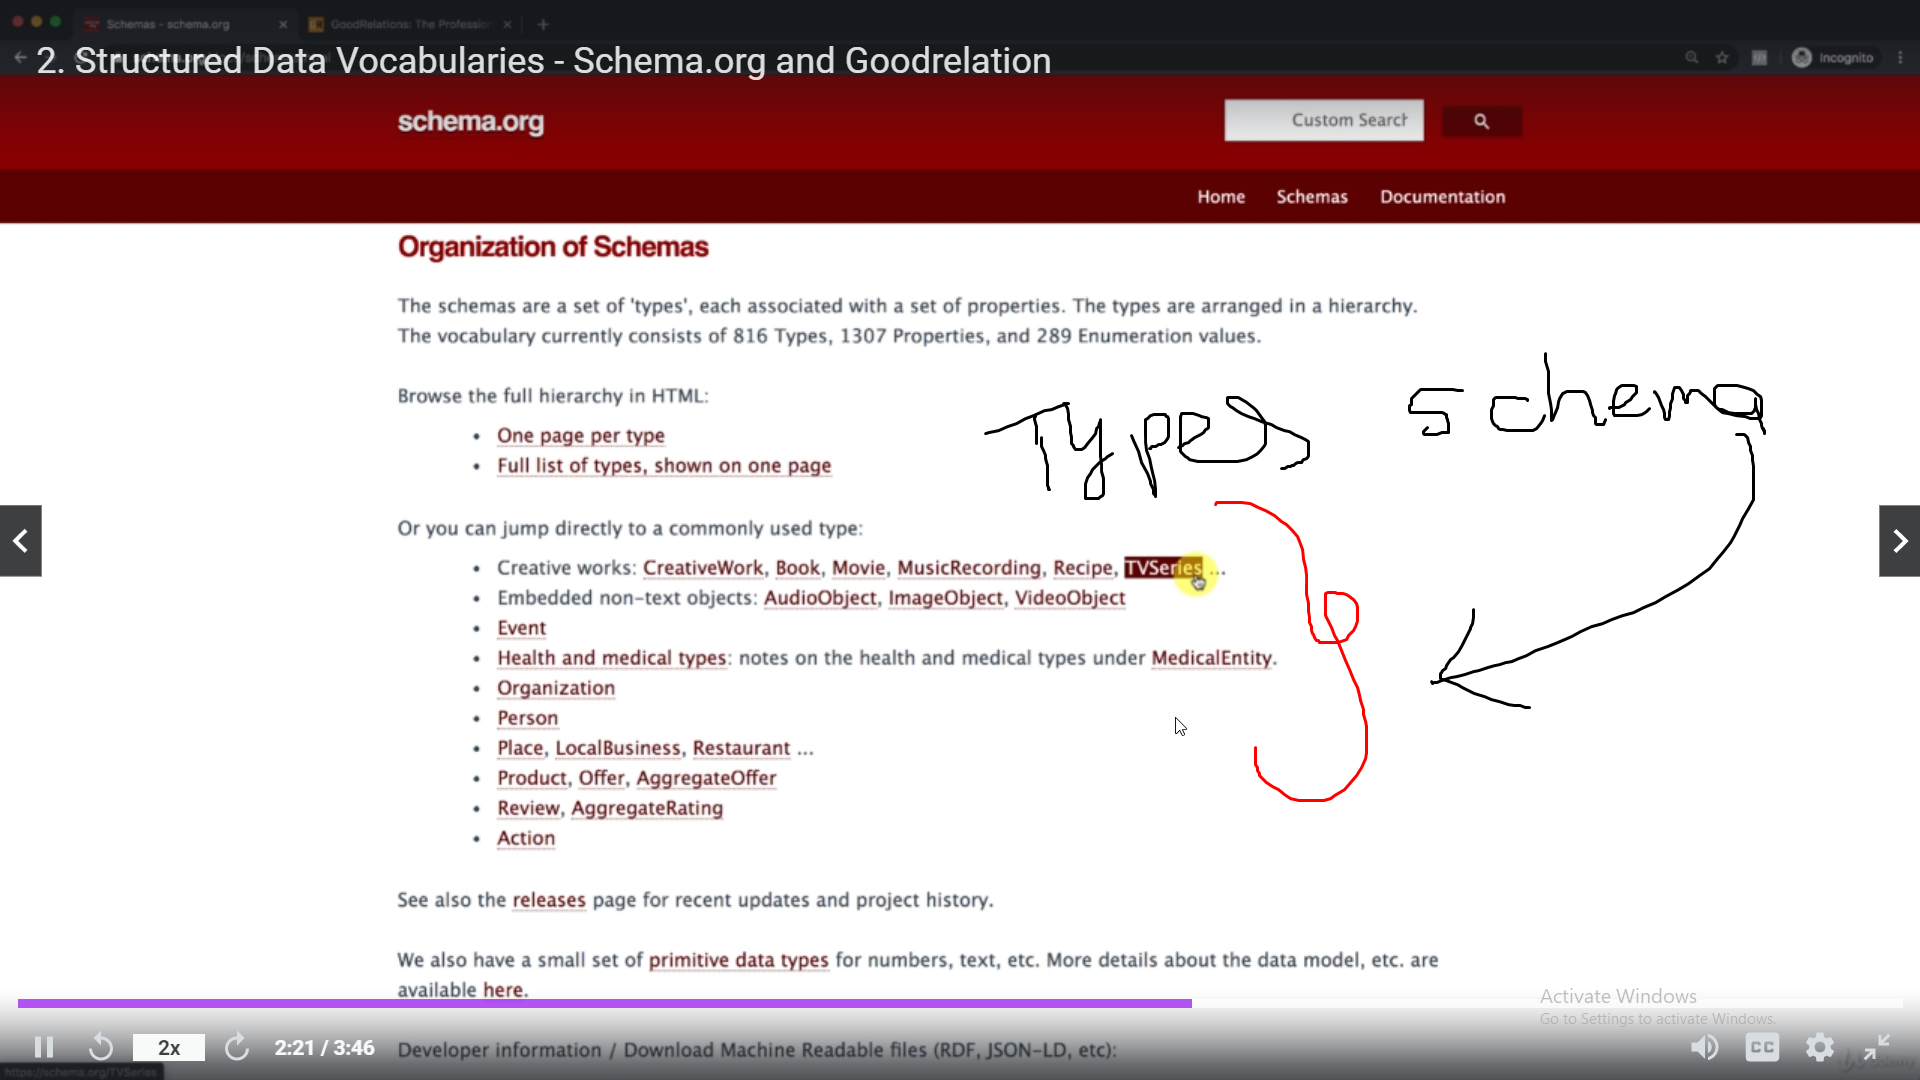 Schemas - schema.org
GoodRelations: The Professio
2. Structured Data Vocabularies - Schema.org and Goodrelation
Incognito
schema.org
Custom Search
Home Schemas Documentation
Organization of Schemas
The schemas are a set of 'types', each associated with a set of properties. The types are arranged in a hierarchy.
The vocabulary currently consists of 816 Types, 1307 Properties, and 289 Enumeration values.
Browse the full hierarchy in HTML:
• One page per type
• Full list of types, shown on one page
Types
schema
Or you can jump directly to a commonly used type:
• Creative works: CreativeWork, Book, Movie, MusicRecording, Recipe, TVSeries ...
• Embedded non-text objects: AudioObject, ImageObject, VideoObject
• Event
• Health and medical types: notes on the health and medical types under MedicalEntity.
• Organization
• Person
• Place, LocalBusiness, Restaurant ...
• Product, Offer, AggregateOffer
• Review, AggregateRating
• Action
See also the releases page for recent updates and project history.
We also have a small set of primitive data types for numbers, text, etc. More details about the data model, etc. are
available here.
Activate Windows
Go to Settings to activate Windows.
2x
2:21 / 3:46
Developer information / Download Machine Readable files (RDF, JSON-LD, etc):
CC
https://schema.org/TVSeries